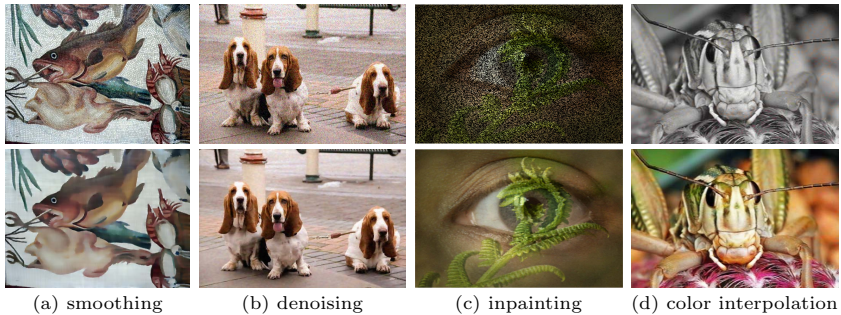 (a) smoothing
(b) denoising
(c) inpainting
(d) color interpolation